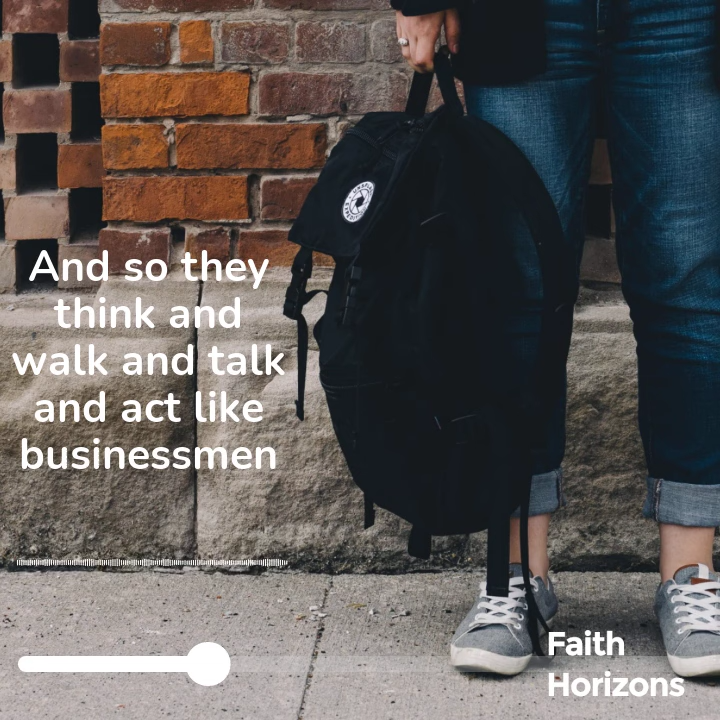 And so they
think and
walk and talk
and act like
businessmen
Faith
Horizons